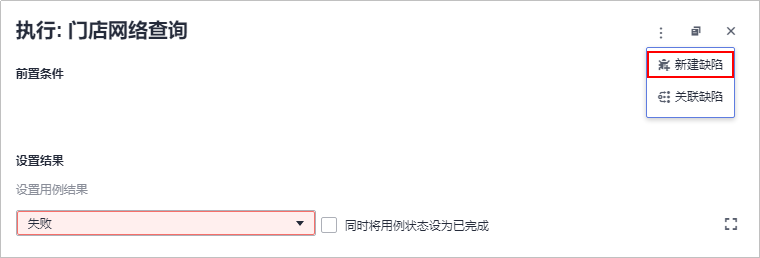 执行: 门店网络查询
新建缺陷
前置条件
关联缺陷
设置结果
设置用例结果
失败
同时将用例状态设为已完成